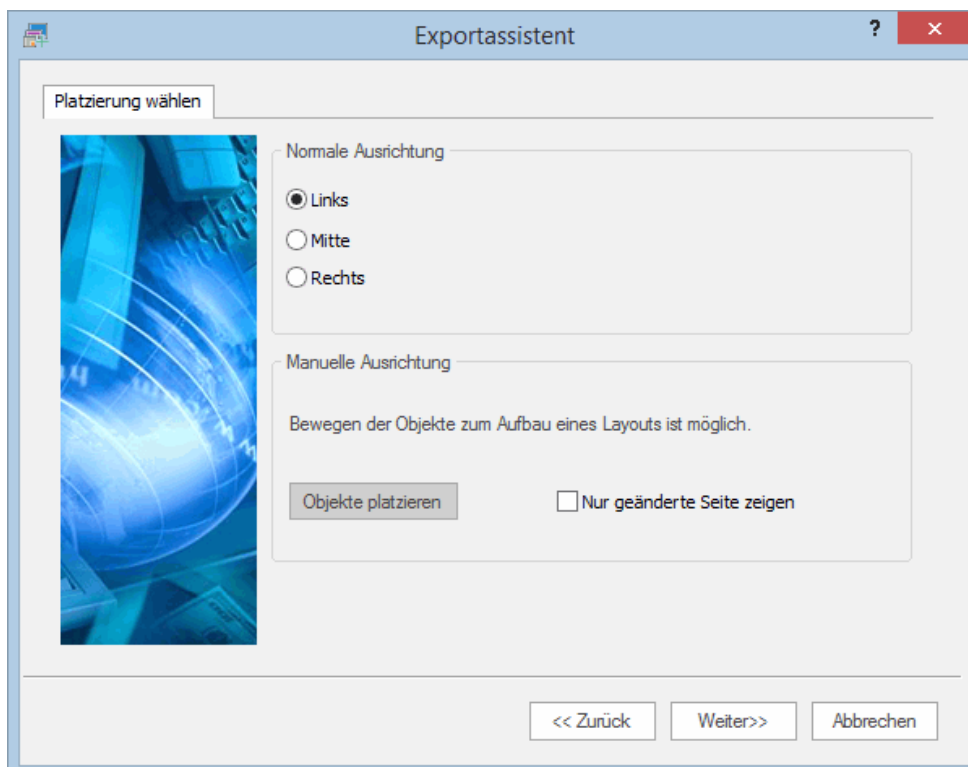 Exportassistent
?
Platzierung wählen
Normale Ausrichtung
Links
Mitte
Rechts
Manuelle Ausrichtung
Bewegen der Objekte zum Aufbau eines Layouts ist möglich.
Objekte platzieren
Nur geänderte Seite zeigen
<< Zurück
Weiter>>
Abbrechen